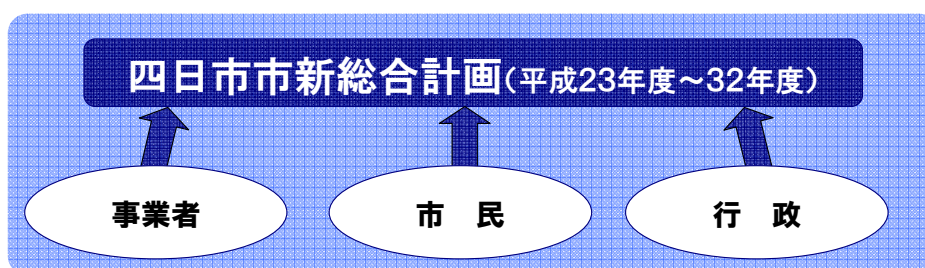 四日市市新総合計画(平成23年度～32年度)
事業者
市　民
行　政